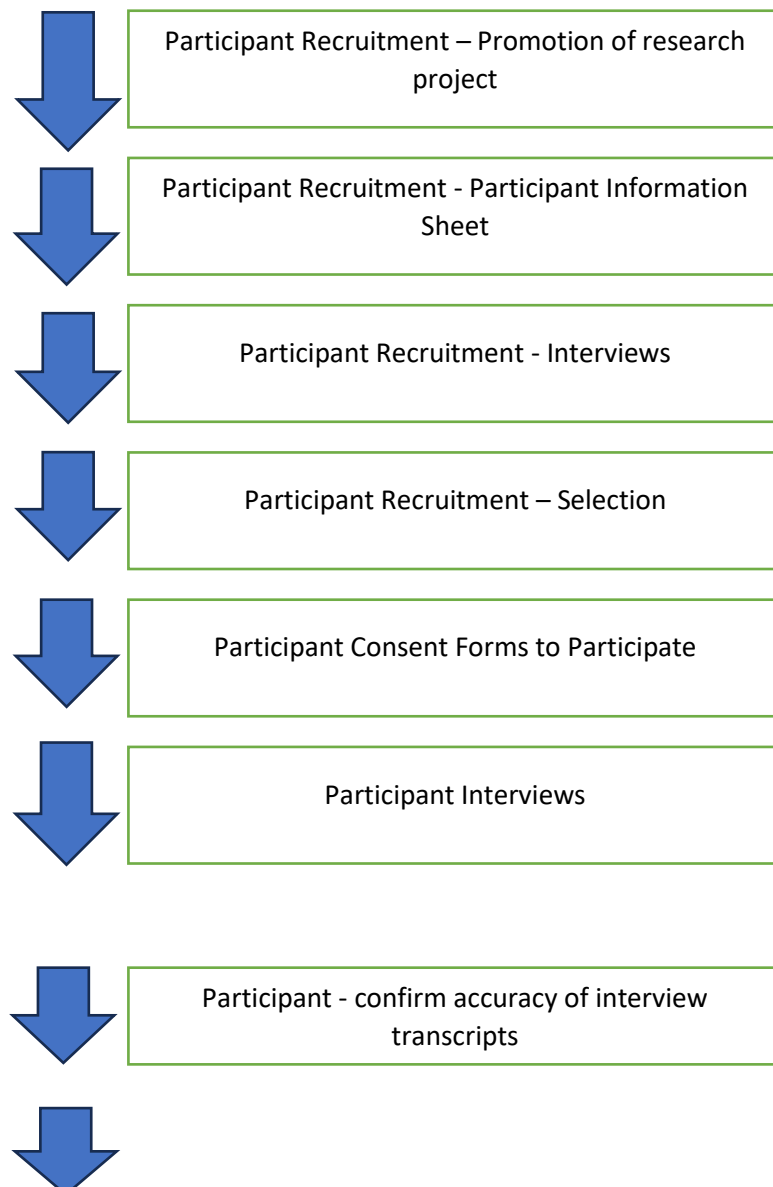 Participant Recruitment – Promotion of research
project
Participant Recruitment - Participant Information
Sheet
Participant Recruitment - Interviews
Participant Recruitment – Selection
Participant Consent Forms to Participate
Participant Interviews
Participant - confirm accuracy of interview
transcripts